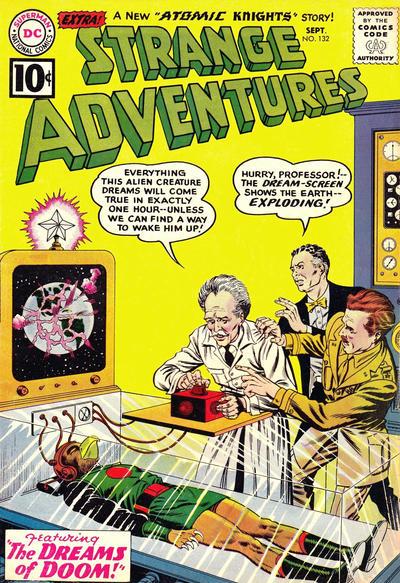 EXTRA! A NEW "ATOMIC KNIGHTS" STORY!
SUPERMAN
DC
NATIONAL COMICS
10¢
STRANGE
ADVENTURES
SEPT.
NO. 132
APPROVED
BY THE
COMICS
CODE
CA
AUTHORITY
EVERYTHING
THIS ALIEN CREATURE
DREAMS WILL COME
TRUE IN EXACTLY
ONE HOUR--UNLESS
WE CAN FIND A WAY
TO WAKE HIM UP!
HURRY, PROFESSOR!--
THE DREAM-SCREEN
SHOWS THE EARTH--
EXPLODING!
Featuring
"The DREAMS
of DOOM!"